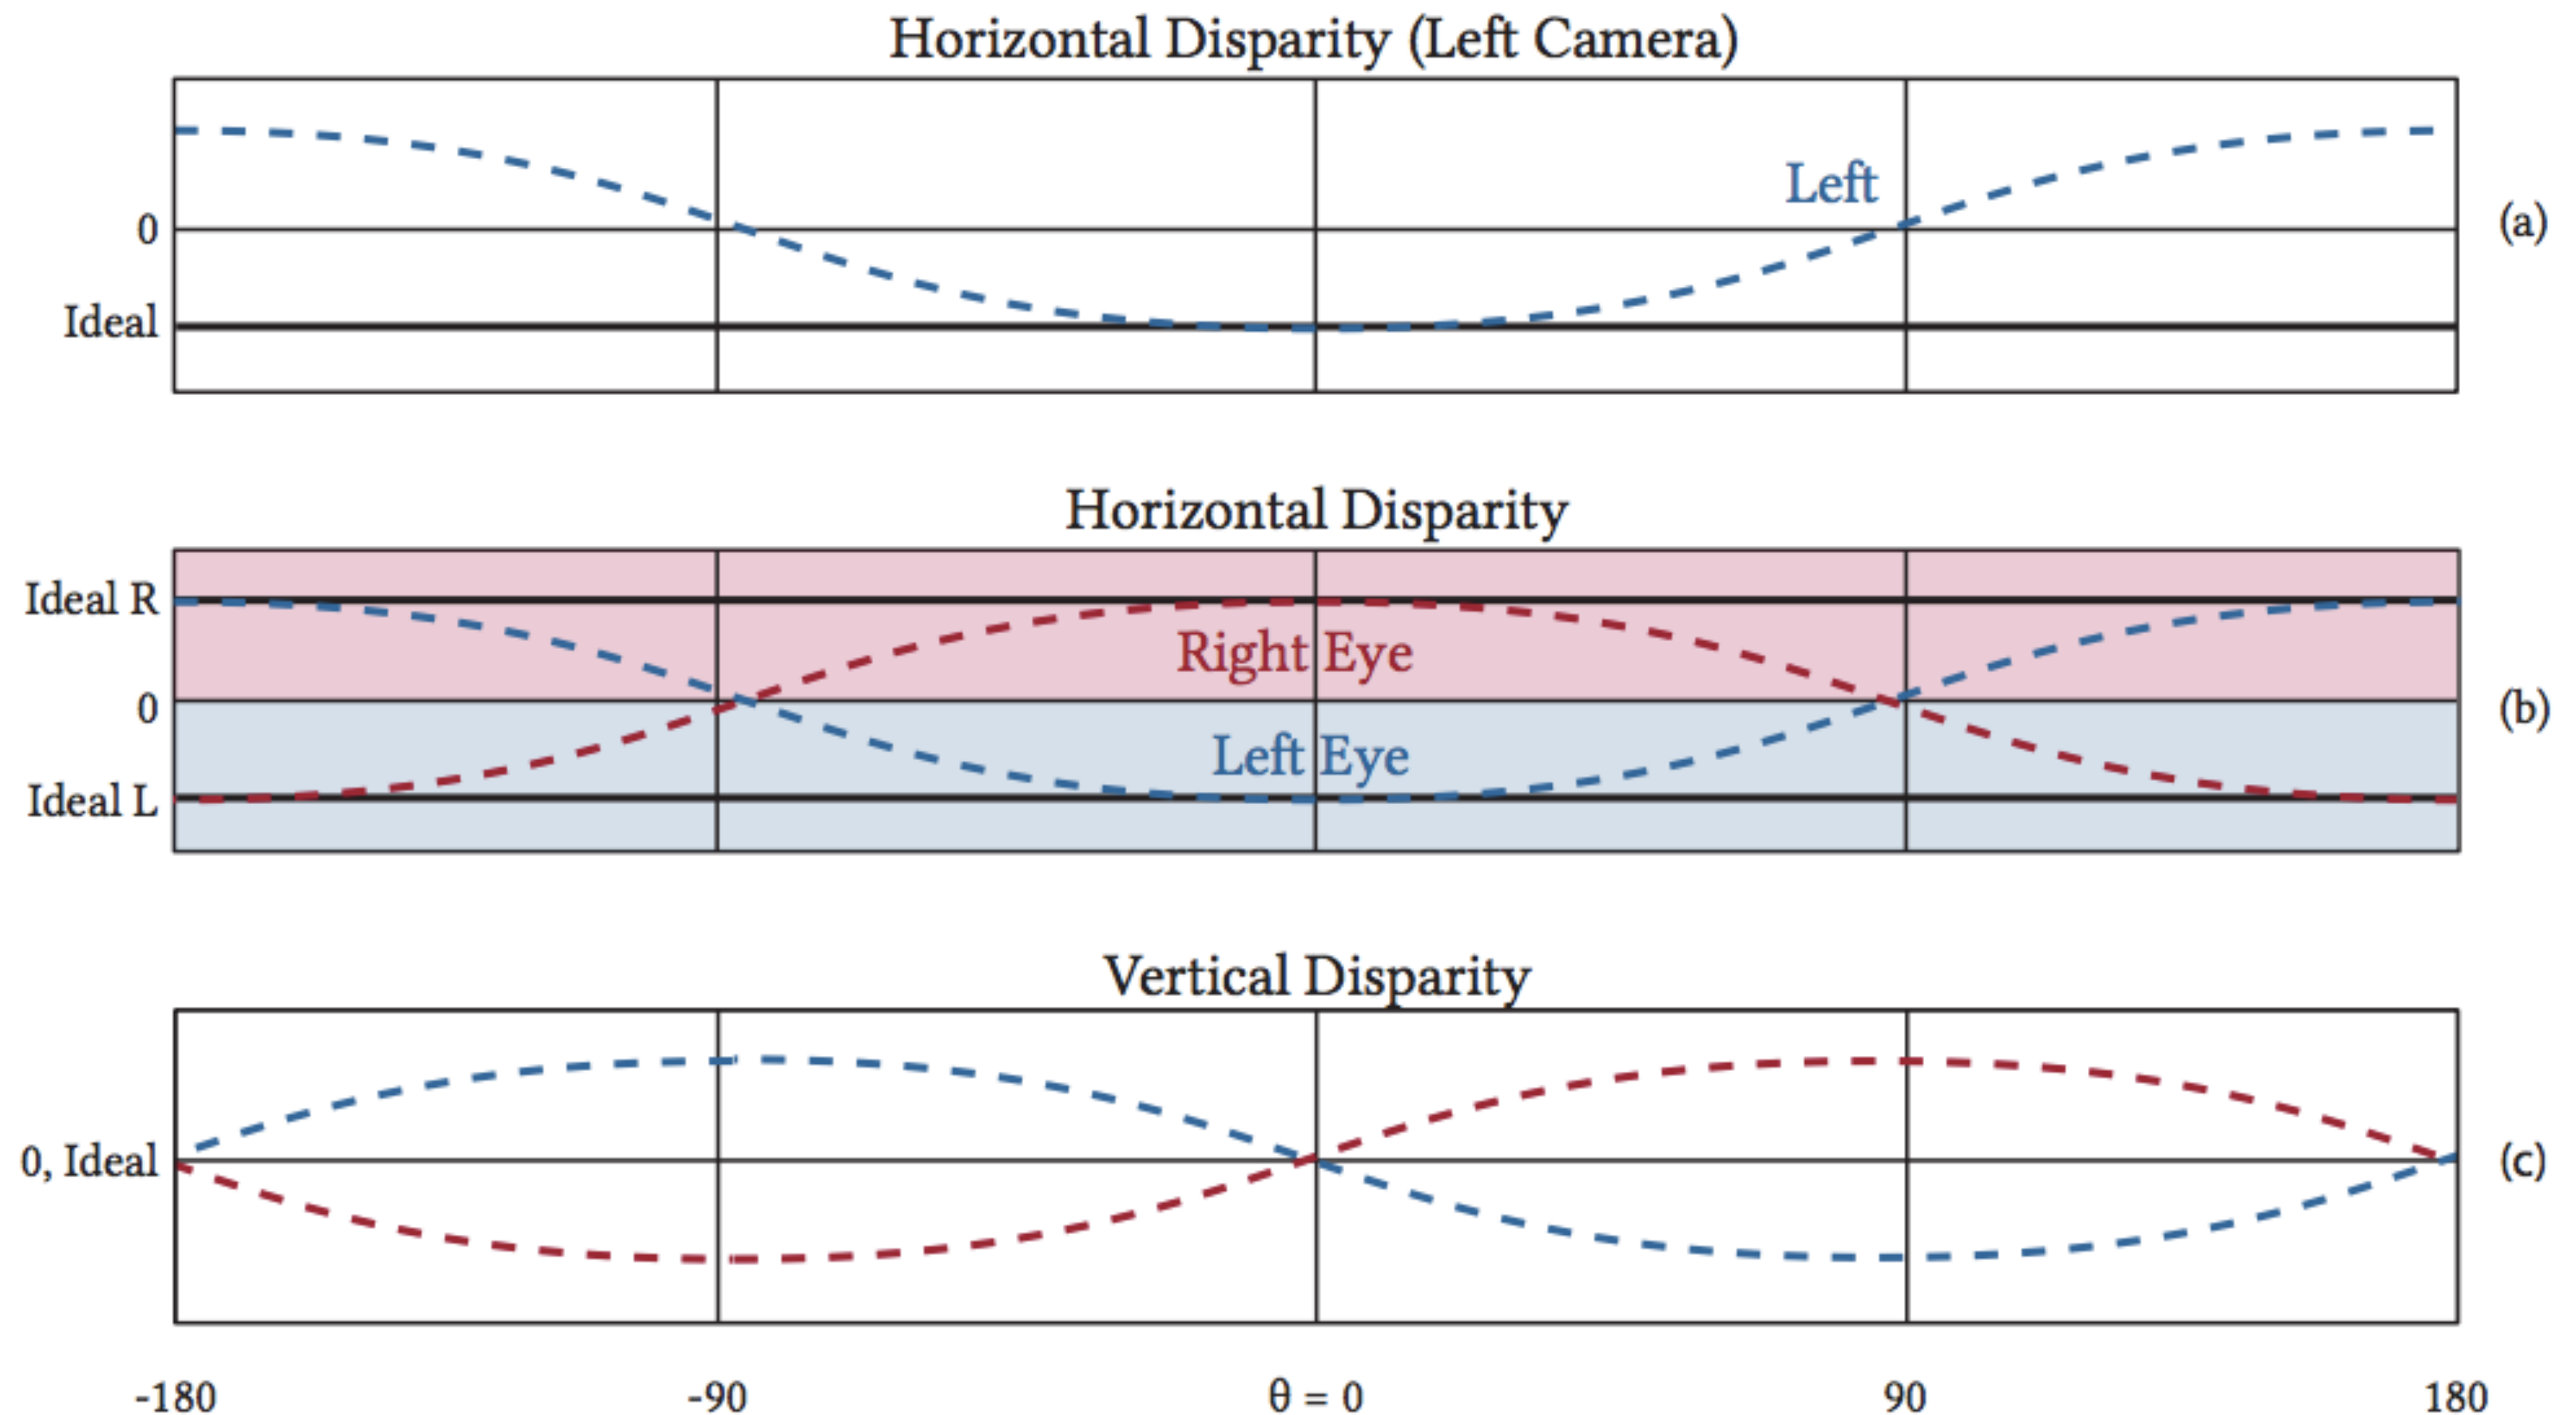 Horizontal Disparity (Left Camera)
Left
0
Ideal
(a)
Horizontal Disparity
Ideal R
Right Eye
0
(b)
Left Eye
Ideal L
Vertical Disparity
0, Ideal
(c)
-180 -90 θ = 0 90 180